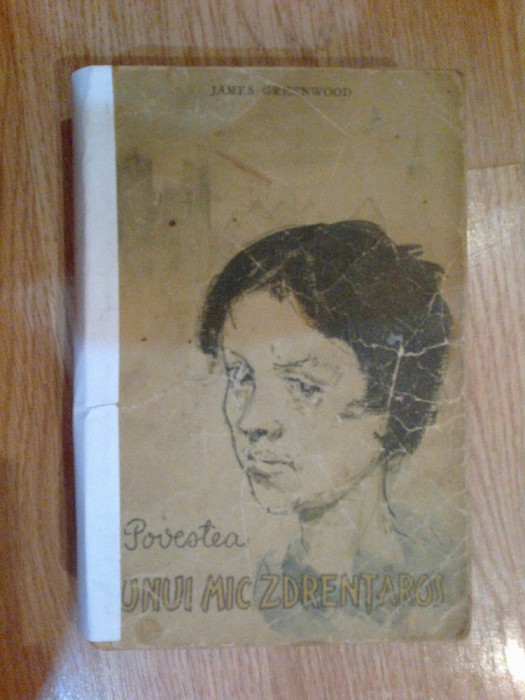 JAMES GREENWOOD
Povestea
UNUI MIC ZDRENȚĂROS